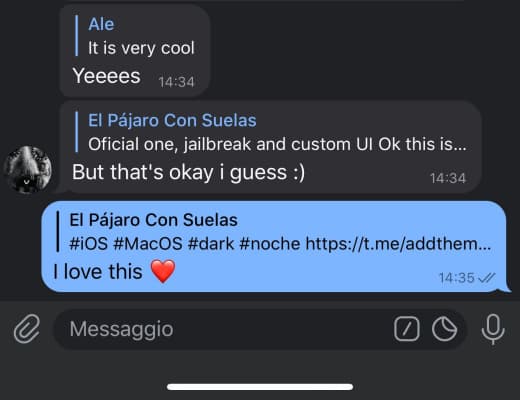 Ale
It is very cool
Yeeees 14:34
El Pájaro Con Suelas
Oficial one, jailbreak and custom UI Ok this is...
But that's okay i guess :) 14:34
El Pájaro Con Suelas
#iOS #MacOS #dark #noche https://t.me/addthem...
I love this ❤️ 14:35
Messaggio